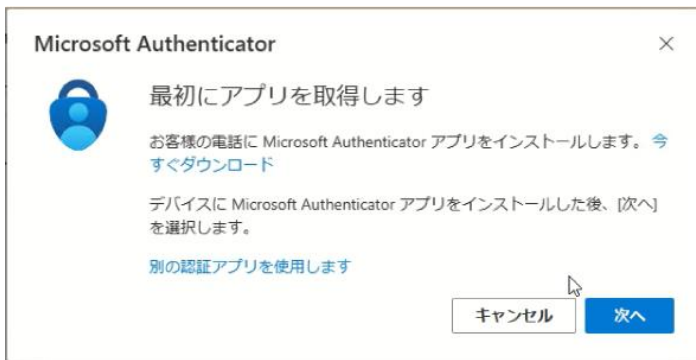 Microsoft Authenticator
最初にアプリを取得します
お客様の電話に Microsoft Authenticator アプリをインストールします。今
すぐダウンロード
デバイスに Microsoft Authenticator アプリをインストールした後、[次へ]
を選択します。
別の認証アプリを使用します
キャンセル
次へ